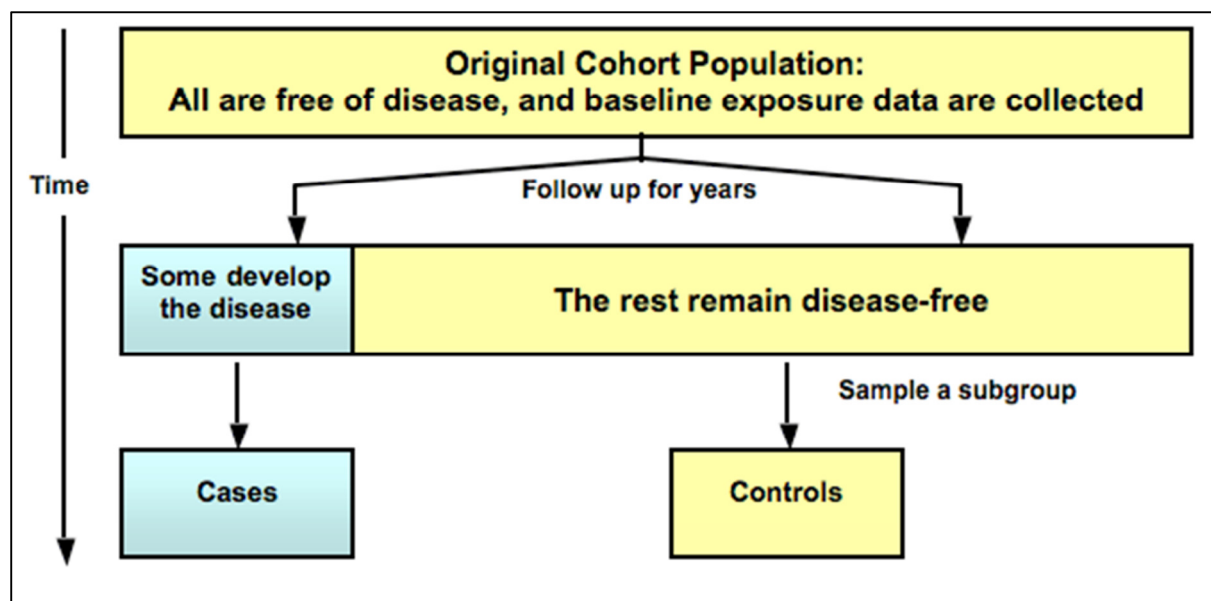 Original Cohort Population:
All are free of disease, and baseline exposure data are collected
Time
Follow up for years
Some develop
the disease
The rest remain disease-free
Sample a subgroup
Cases
Controls